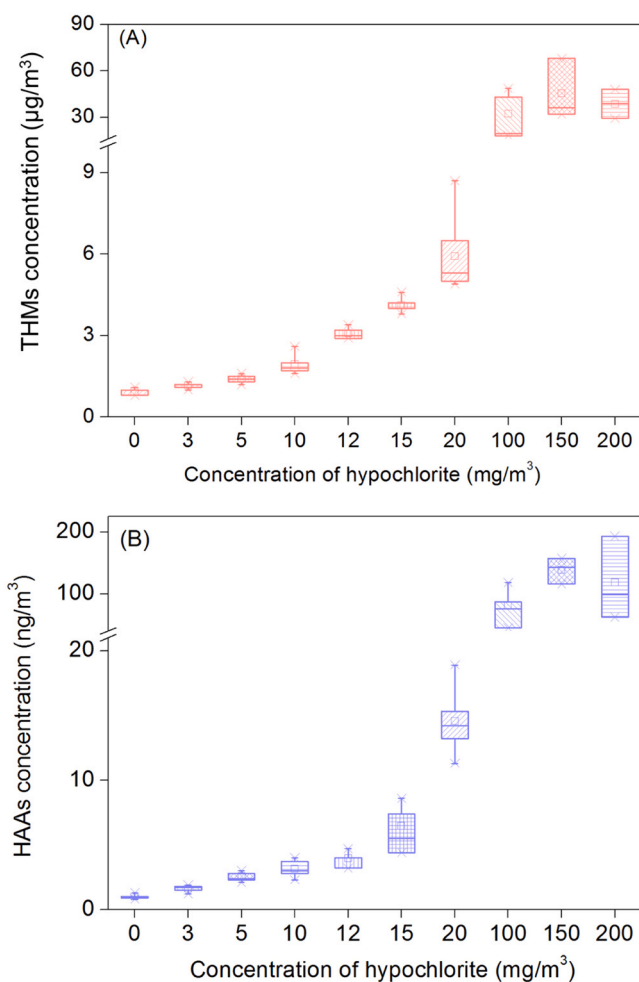 (A)
THMs concentration (μg/m³)
90
60
30
9
6
3
0
0 3 5 10 12 15 20 100 150 200
Concentration of hypochlorite (mg/m³)
(B)
HAAs concentration (ng/m³)
200
100
20
10
0
0 3 5 10 12 15 20 100 150 200
Concentration of hypochlorite (mg/m³)